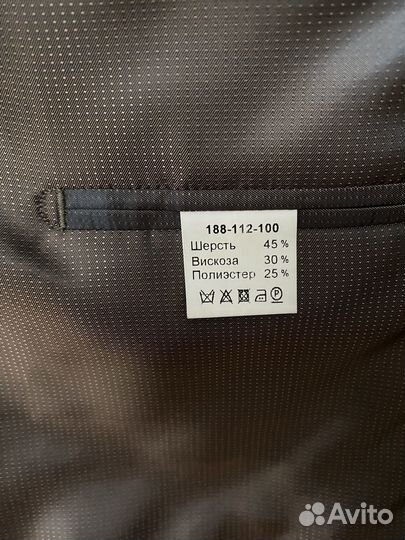 188-112-100
Шерсть 45 %
Вискоза 30 %
Полиэстер 25 %
P
Avito